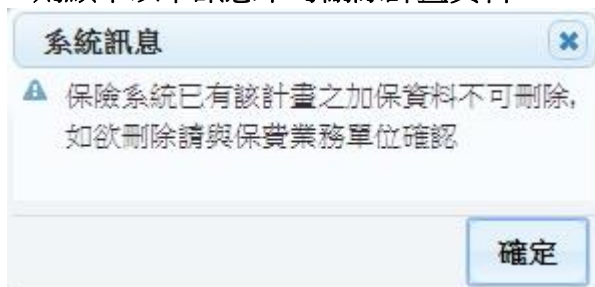 系統訊息
保險系統已有該計畫之加保資料不可刪除,
如欲刪除請與保費業務單位確認
確定